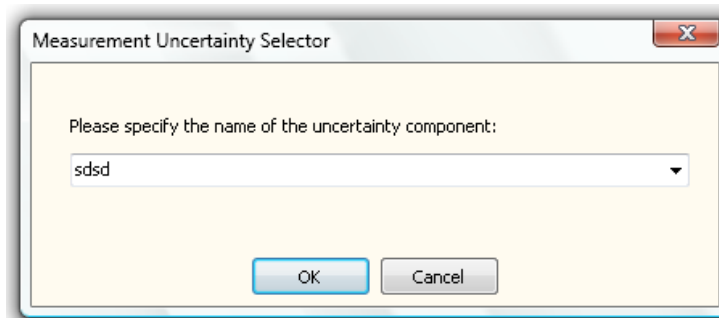 Measurement Uncertainty Selector
Please specify the name of the uncertainty component:
sdsd
OK Cancel